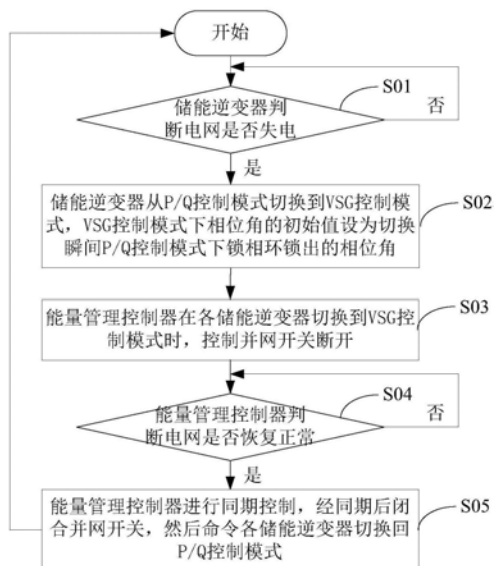 开始
储能逆变器判
断电网是否失电
S01
否
是
储能逆变器从P/Q控制模式切换到VSG控制模
式，VSG控制模式下相位角的初始值设为切换
瞬间P/Q控制模式下锁相环锁出的相位角
S02
能量管理控制器在各储能逆变器切换到VSG控
制模式时，控制并网开关断开
S03
能量管理控制器判
断电网是否恢复正常
S04
否
是
能量管理控制器进行同期控制，经同期后闭
合并网开关，然后命令各储能逆变器切换回
P/Q控制模式
S05